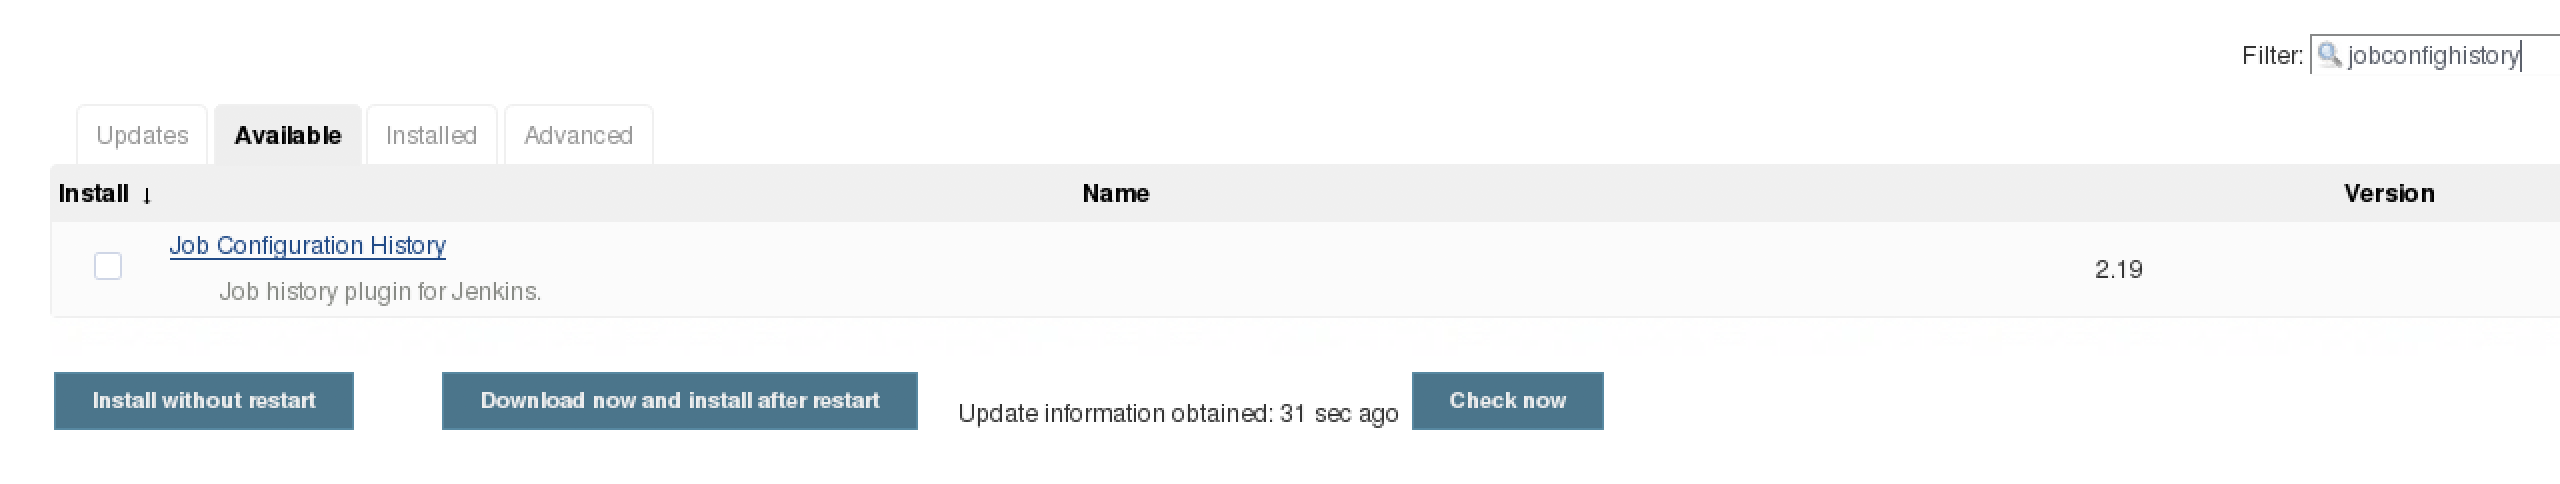 Filter: jobconfighistory
Updates Available Installed Advanced
Install ↓ Name Version
Job Configuration History
Job history plugin for Jenkins.
2.19
Install without restart Download now and install after restart Update information obtained: 31 sec ago Check now